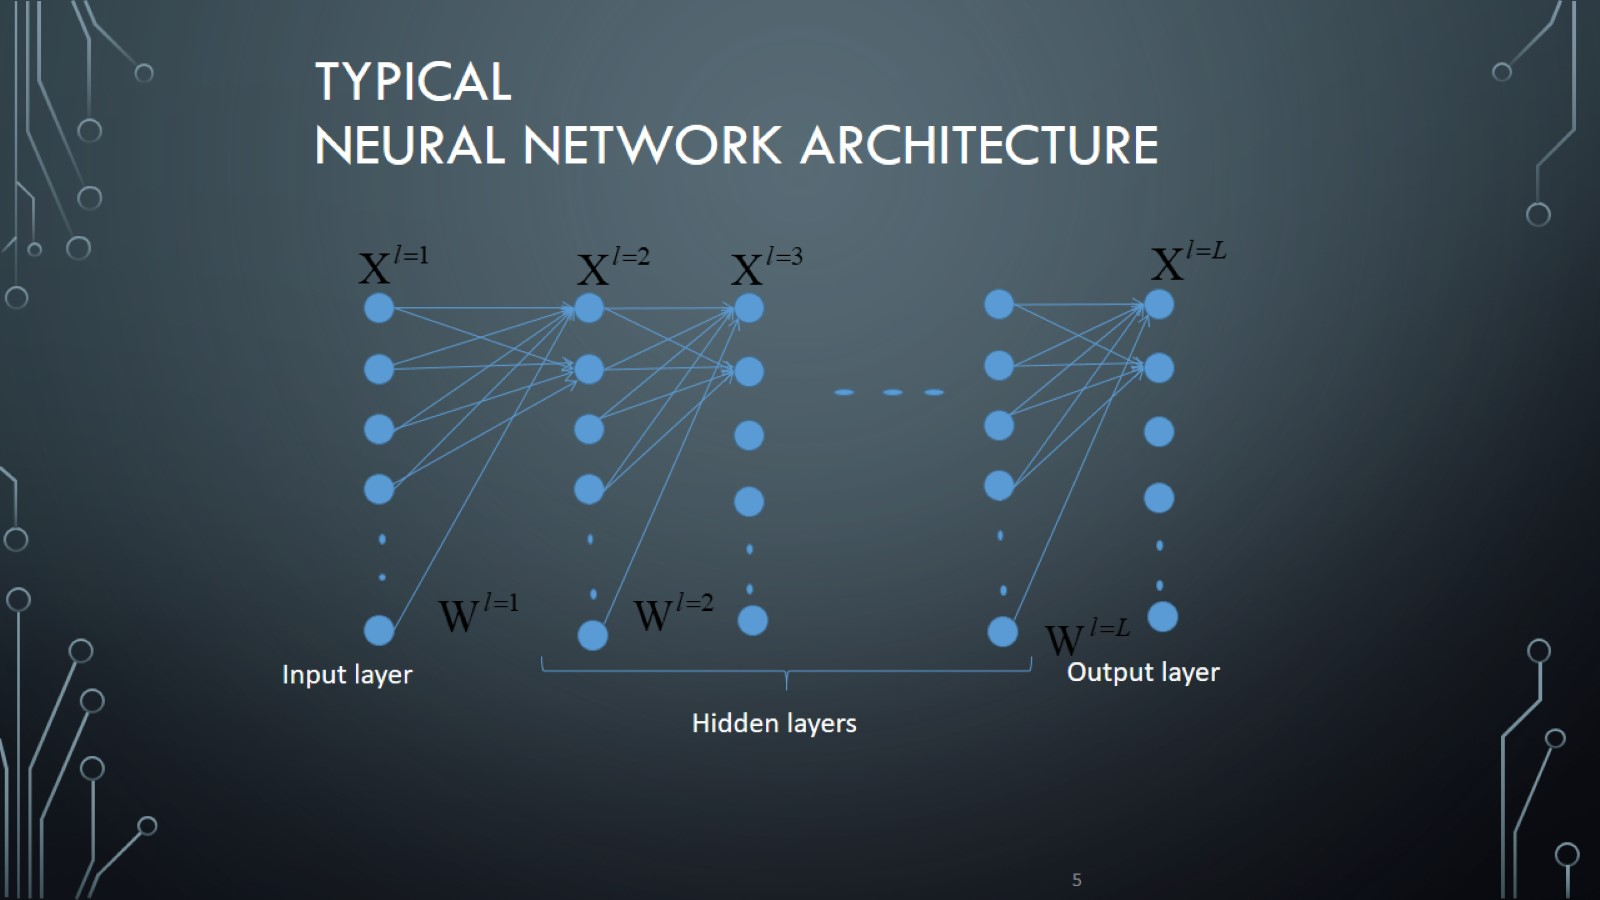 TYPICAL
NEURAL NETWORK ARCHITECTURE
X^{l=1} X^{l=2} X^{l=3} X^{l=L}
W^{l=1} W^{l=2} W^{l=L}
Input layer Output layer
Hidden layers
5